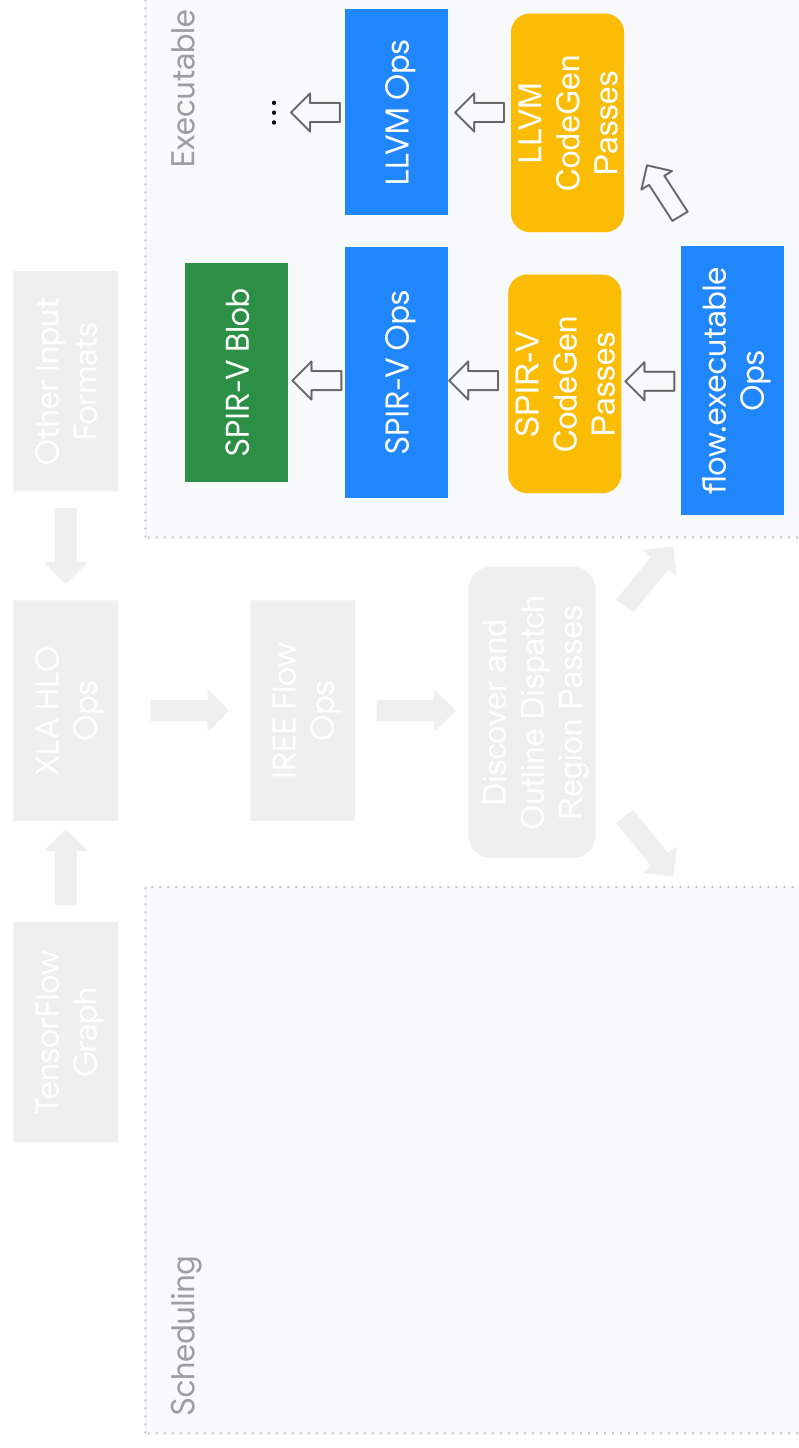 TensorFlow
Graph
XLA HLO
Ops
Other Input
Formats
IREE Flow
Ops
Discover and
Outline Dispatch
Region Passes
Scheduling
Executable
SPIR-V Blob
SPIR-V Ops
LLVM Ops
...
SPIR-V
CodeGen
Passes
LLVM
CodeGen
Passes
flow.executable
Ops